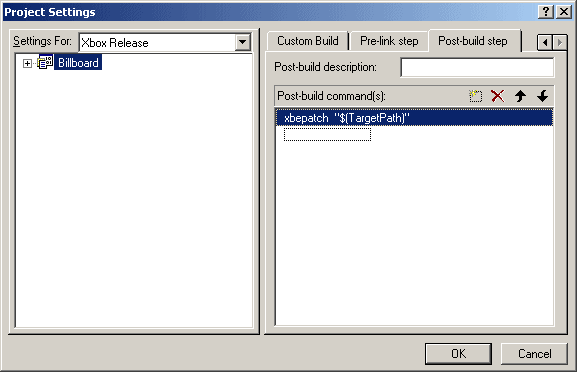 Project Settings
Settings For: Xbox Release
Billboard
Custom Build Pre-link step Post-build step
Post-build description:
Post-build command(s):
xbepatch "$(TargetPath)"
OK Cancel